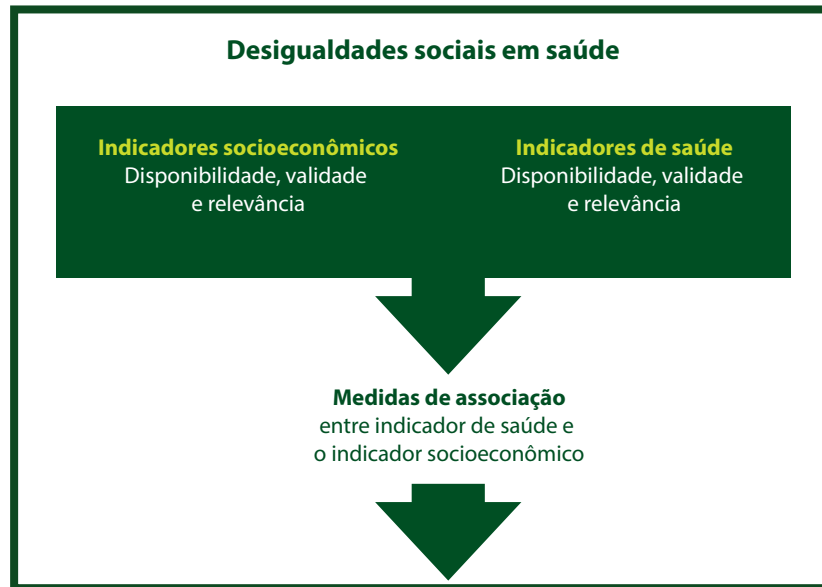 Desigualdades sociais em saúde
Indicadores socioeconômicos
Disponibilidade, validade
e relevância
Indicadores de saúde
Disponibilidade, validade
e relevância
Medidas de associação
entre indicador de saúde e
o indicador socioeconômico